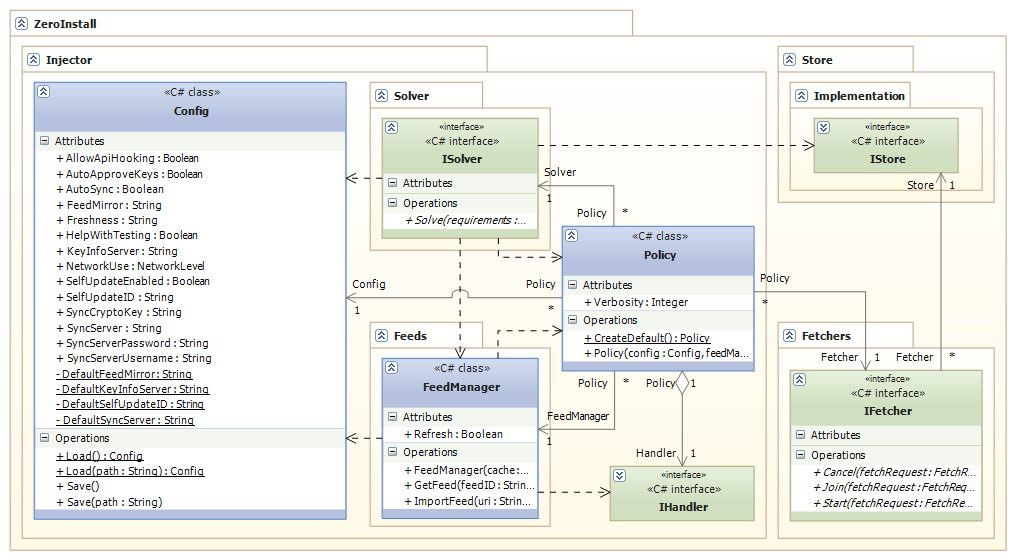 ZeroInstall
Injector
«C# class»
Config
Attributes
+ AllowApiHooking : Boolean
+ AutoApproveKeys : Boolean
+ AutoSync : Boolean
+ FeedMirror : String
+ Freshness : String
+ HelpWithTesting : Boolean
+ KeyInfoServer : String
+ NetworkUse : NetworkLevel
+ SelfUpdateEnabled : Boolean
+ SelfUpdateID : String
+ SyncCryptoKey : String
+ SyncServer : String
+ SyncServerPassword : String
+ SyncServerUsername : String
- DefaultFeedMirror : String
- DefaultKeyInfoServer : String
- DefaultSelfUpdateID : String
- DefaultSyncServer : String
Operations
+ Load() : Config
+ Load(path : String) : Config
+ Save()
+ Save(path : String)
Solver
«interface»
«C# interface»
ISolver
Attributes
Operations
+ Solve(requirements :...
Solver
1
Policy
*
Config
1
Policy
*
«C# class»
Policy
Attributes
+ Verbosity : Integer
Operations
+ CreateDefault() : Policy
+ Policy(config : Config, feedMa...
Feeds
«C# class»
FeedManager
Attributes
+ Refresh : Boolean
Operations
+ FeedManager(cache:...
+ GetFeed(feedID : Strin...
+ ImportFeed(uri : Strin...
Policy
*
FeedManager
1
Policy
1
Handler
1
«interface»
«C# interface»
IHandler
Store
Implementation
«interface»
«C# interface»
IStore
Store
1
Policy
*
Fetchers
Fetcher
1
Fetcher
*
«interface»
«C# interface»
IFetcher
Attributes
Operations
+ Cancel(fetchRequest : FetchR...
+ Join(fetchRequest : FetchReq...
+ Start(fetchRequest : FetchRe...